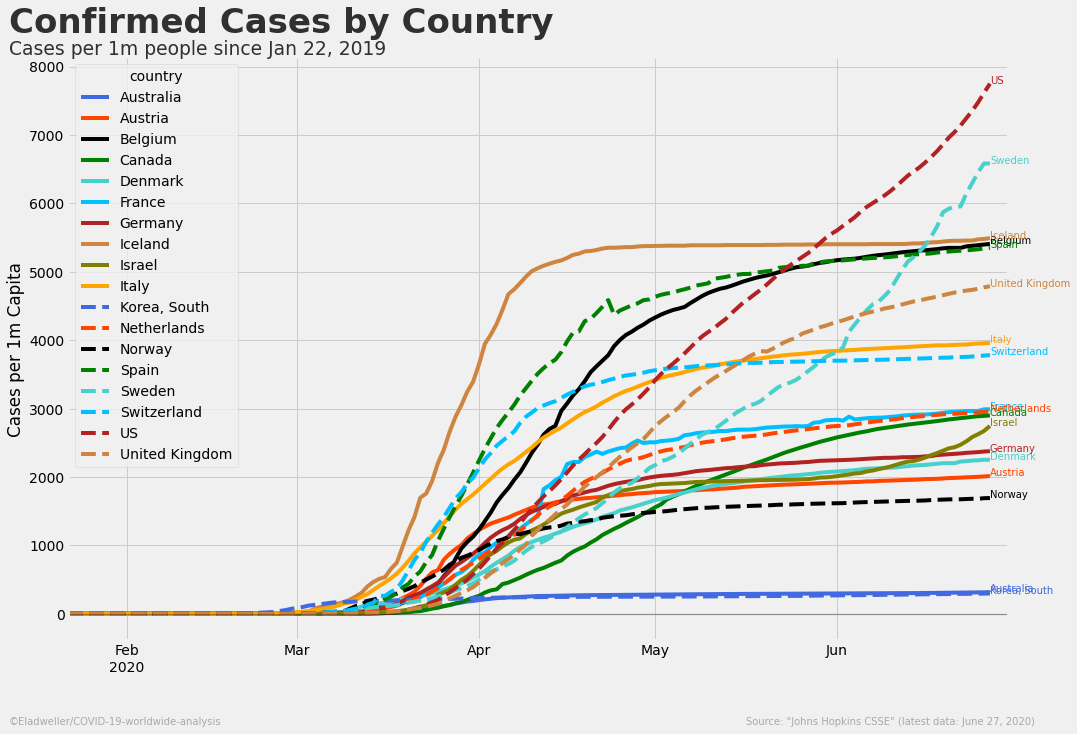 Confirmed Cases by Country
Cases per 1m people since Jan 22, 2019
Cases per 1m Capita
8000
7000
6000
5000
4000
3000
2000
1000
0
country
Australia
Austria
Belgium
Canada
Denmark
France
Germany
Iceland
Israel
Italy
Korea, South
Netherlands
Norway
Spain
Sweden
Switzerland
US
United Kingdom
US
Sweden
Iceland
Belgium
Spain
United Kingdom
Italy
Switzerland
France
Netherlands
Canada
Israel
Germany
Denmark
Austria
Norway
Australia
Korea, South
Feb
2020
Mar
Apr
May
Jun
©Eladweller/COVID-19-worldwide-analysis
Source: "Johns Hopkins CSSE" (latest data: June 27, 2020)